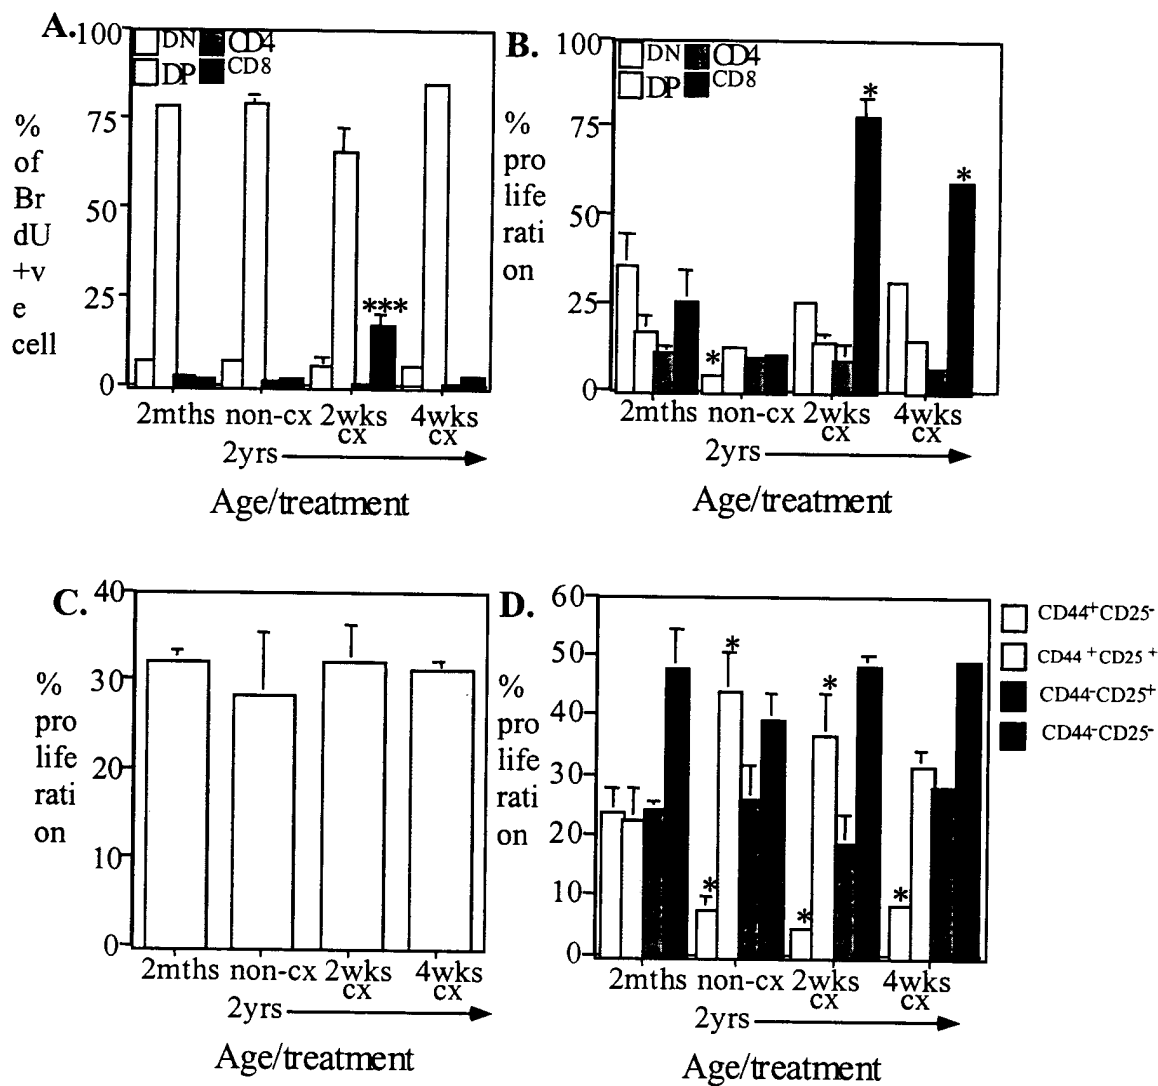 A.
100
75
50
25
0
DN CD4
DP CD8
%
of
Br
dU
+v
e
cell
***
2mths non-cx 2wks 4wks
cx cx
2yrs
Age/treatment
B.
100
75
50
25
0
DN CD4
DP CD8
%
pro
life
rati
on
*
*
*
2mths non-cx 2wks 4wks
cx cx
2yrs
Age/treatment
C.
40
30
20
10
0
%
pro
life
rati
on
2mths non-cx 2wks 4wks
cx cx
2yrs
Age/treatment
D.
60
50
40
30
20
10
0
%
pro
life
rati
on
*
*
*
*
*
2mths non-cx 2wks 4wks
cx cx
2yrs
Age/treatment
CD44⁺CD25⁻
CD44⁺CD25⁺
CD44⁻CD25⁺
CD44⁻CD25⁻